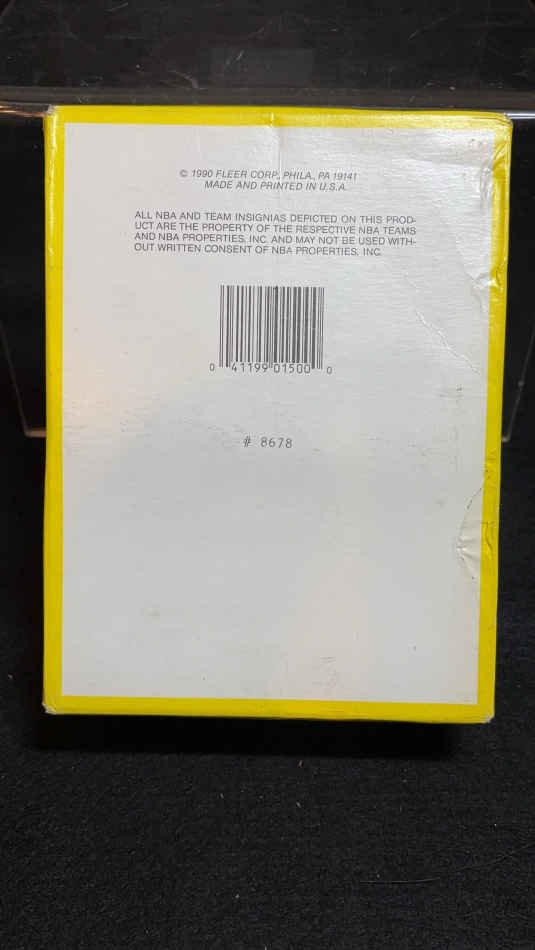 © 1990 FLEER CORP., PHILA., PA 19141
MADE AND PRINTED IN U.S.A.
ALL NBA AND TEAM INSIGNIAS DEPICTED ON THIS PROD-
UCT ARE THE PROPERTY OF THE RESPECTIVE NBA TEAMS
AND NBA PROPERTIES, INC. AND MAY NOT BE USED WITH-
OUT WRITTEN CONSENT OF NBA PROPERTIES, INC.
0 41199 01500 0
# 8678